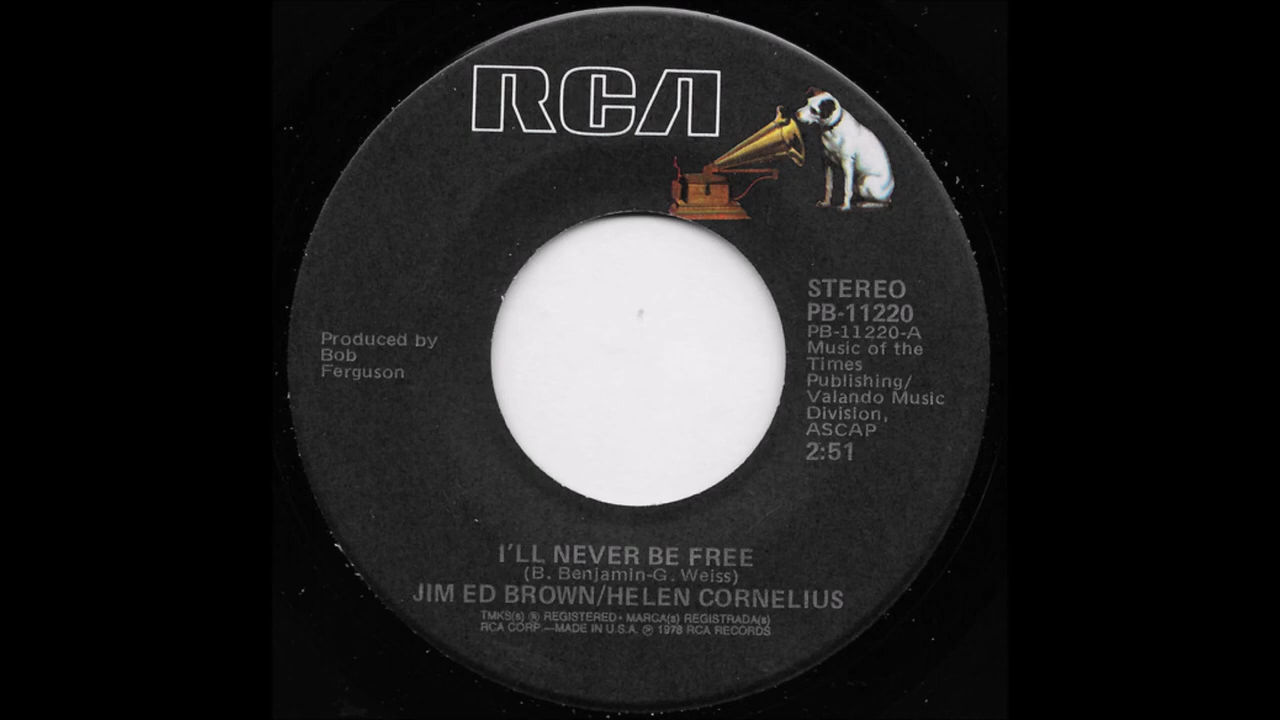 RCA
STEREO
PB-11220
PB-11220-A
Music of the
Times
Publishing/
Valando Music
Division,
ASCAP
2:51
Produced by
Bob
Ferguson
I'LL NEVER BE FREE
(B. Benjamin-G. Weiss)
JIM ED BROWN/HELEN CORNELIUS
TMKS(s) ® REGISTERED • MARCA(s) REGISTRADA(s)
RCA CORP.—MADE IN U.S.A. ℗ 1978 RCA RECORDS